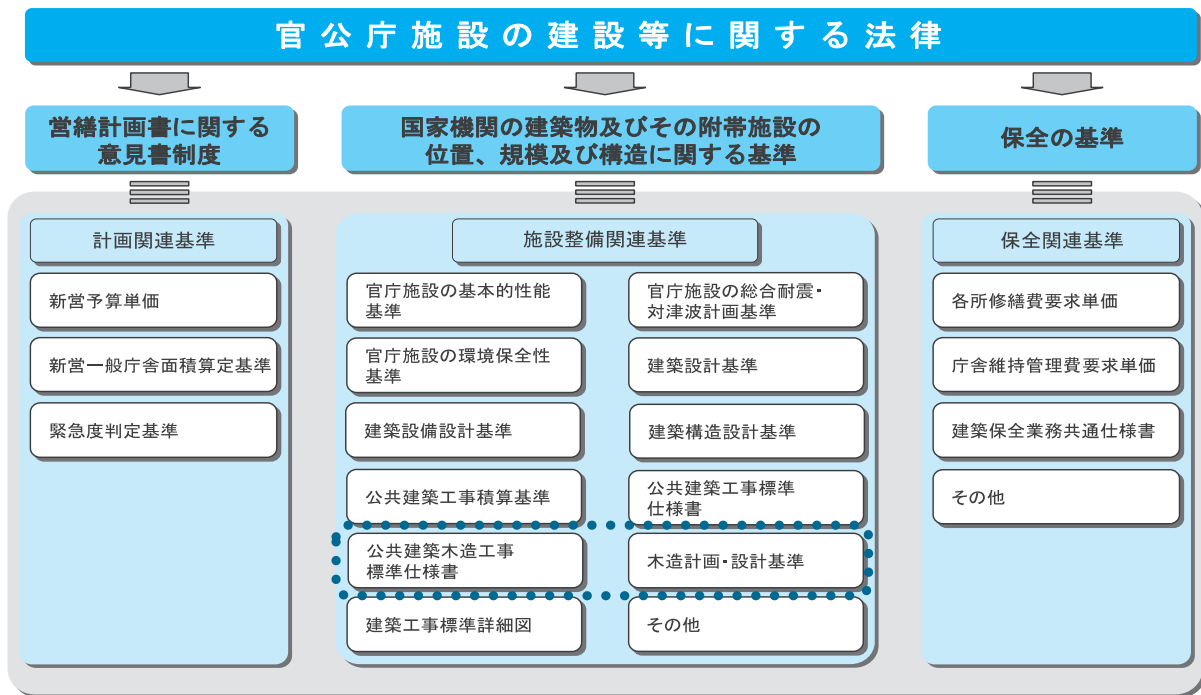 官公庁施設の建設等に関する法律
営繕計画書に関する
意見書制度
国家機関の建築物及びその附帯施設の
位置、規模及び構造に関する基準
保全の基準
計画関連基準
新営予算単価
新営一般庁舎面積算定基準
緊急度判定基準
施設整備関連基準
官庁施設の基本的性能
基準
官庁施設の総合耐震・
対津波計画基準
官庁施設の環境保全性
基準
建築設計基準
建築設備設計基準
建築構造設計基準
公共建築工事積算基準
公共建築工事標準
仕様書
公共建築木造工事
標準仕様書
木造計画・設計基準
建築工事標準詳細図
その他
保全関連基準
各所修繕費要求単価
庁舎維持管理費要求単価
建築保全業務共通仕様書
その他